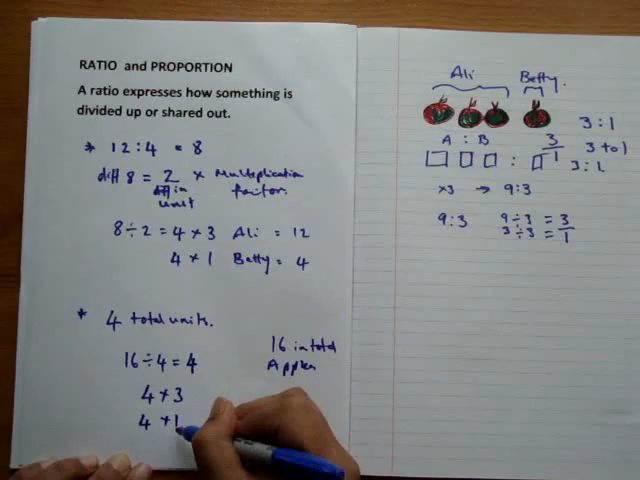 RATIO and PROPORTION
A ratio expresses how something is
divided up or shared out.
* 12:4 = 8
diff 8 = 2 × Multiplication
diff in factor.
unit
8÷2 = 4 × 3 Ali = 12
4 × 1 Betty = 4
* 4 total units.
16 in total
16÷4 = 4 Apples
4 × 3
4 × 1
Ali Betty.
3:1
A : B 3/1 3 to 1
: 3:1
×3 → 9:3
9:3 9÷3 = 3
3÷3 = 1